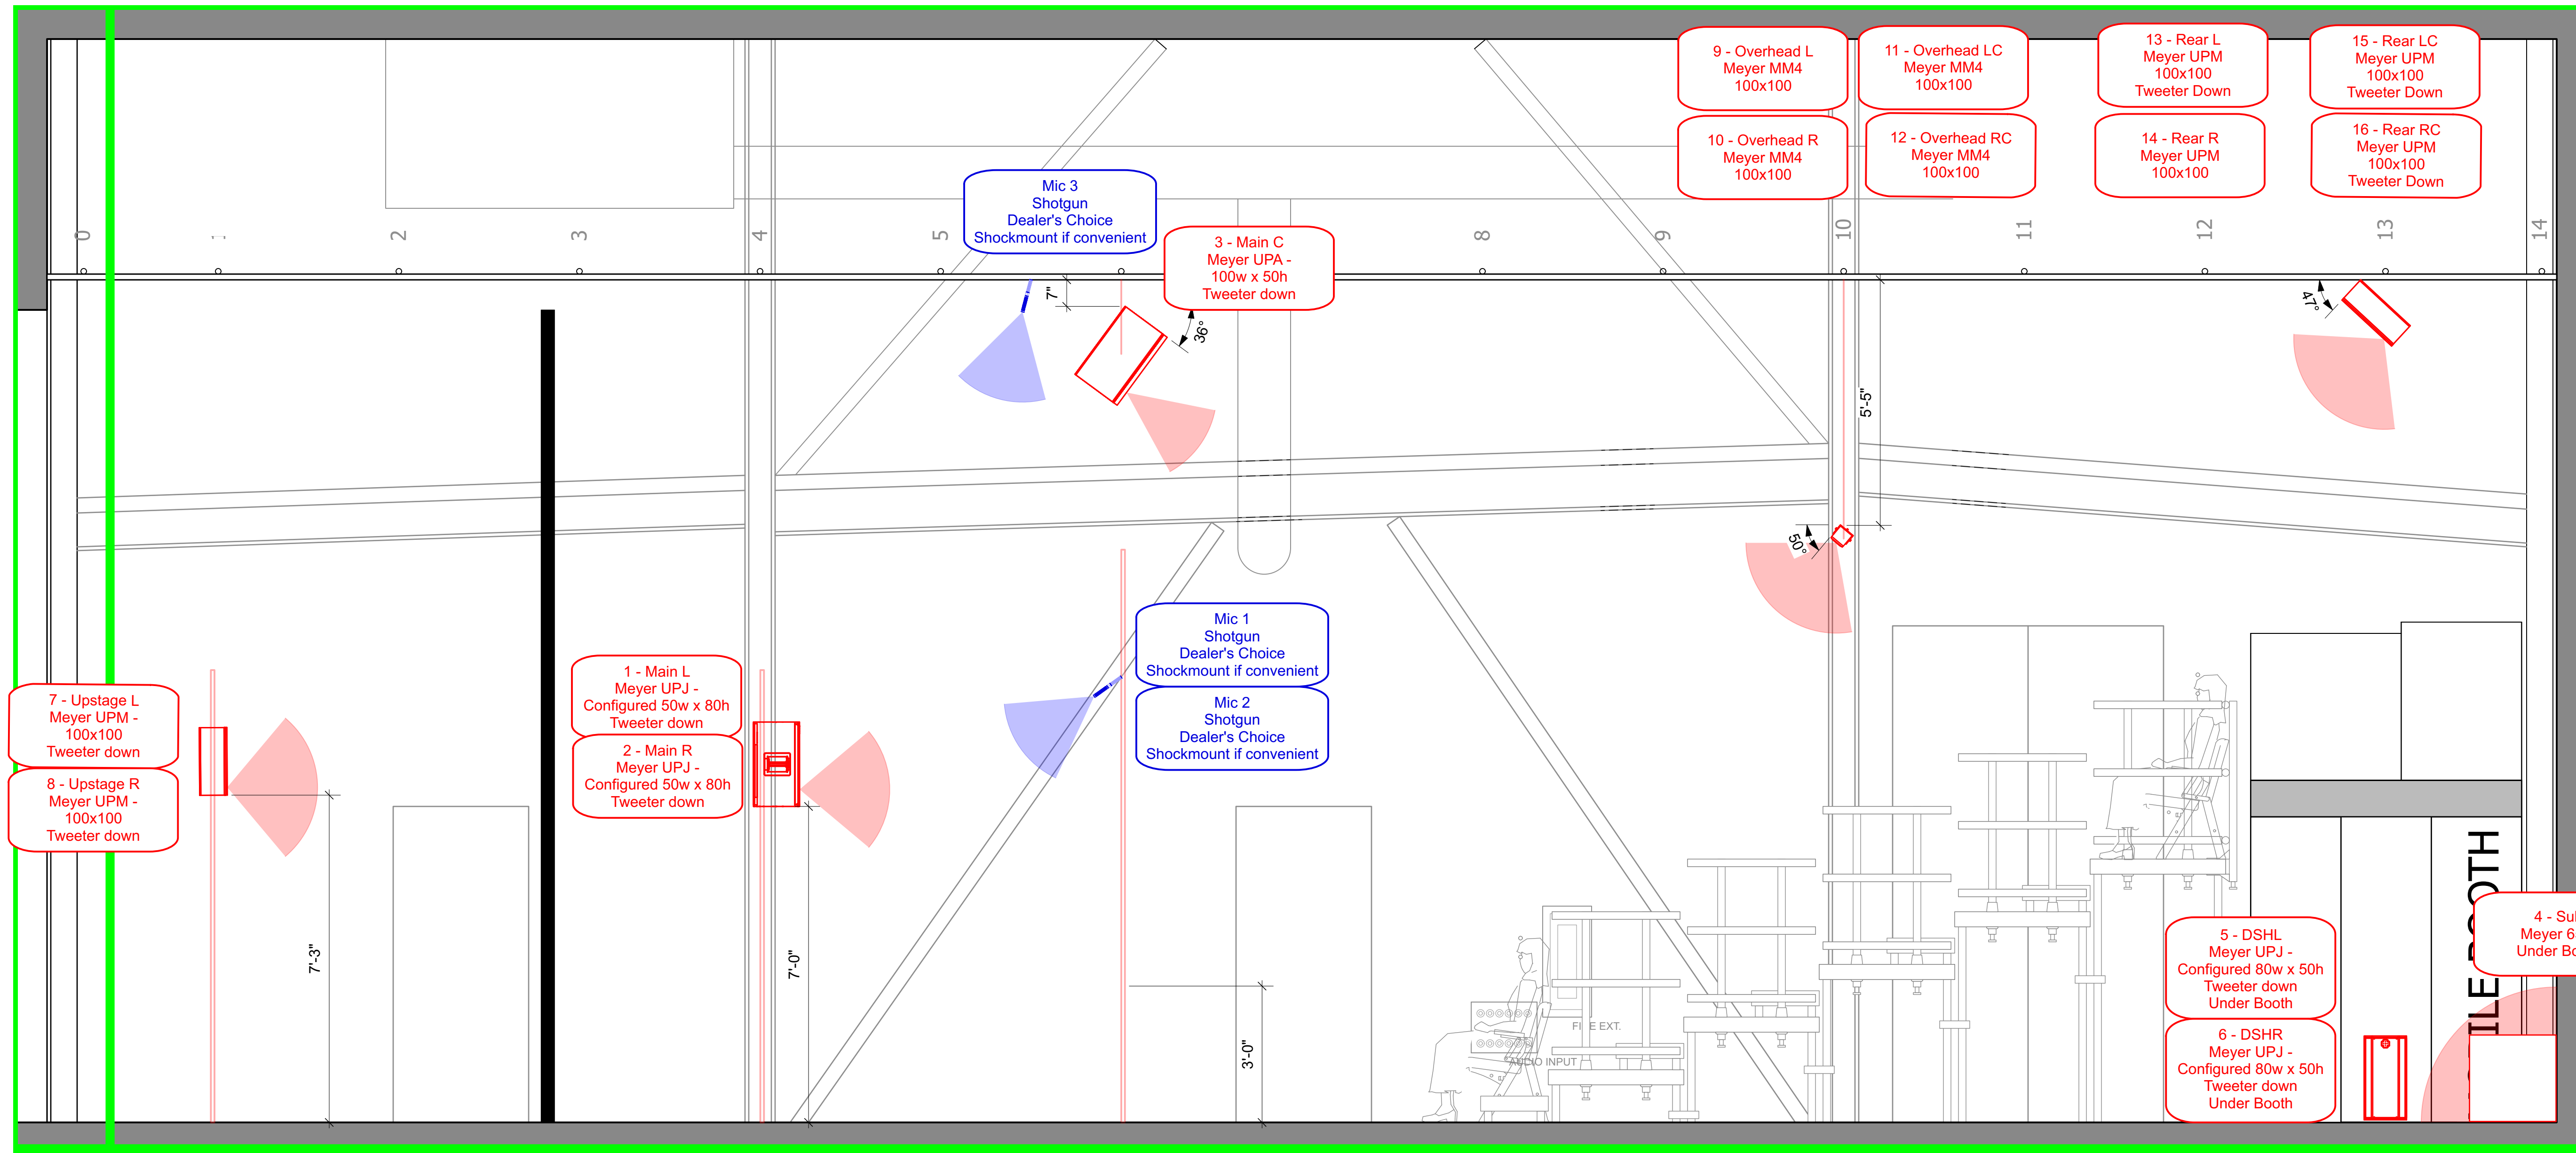 9 - Overhead L
Meyer MM4
100x100
11 - Overhead LC
Meyer MM4
100x100
13 - Rear L
Meyer UPM
100x100
Tweeter Down
15 - Rear LC
Meyer UPM
100x100
Tweeter Down
10 - Overhead R
Meyer MM4
100x100
12 - Overhead RC
Meyer MM4
100x100
14 - Rear R
Meyer UPM
100x100
16 - Rear RC
Meyer UPM
100x100
Tweeter Down
Mic 3
Shotgun
Dealer's Choice
Shockmount if convenient
3 - Main C
Meyer UPA -
100w x 50h
Tweeter down
0
2
3
4
5
8
9
10
11
12
13
14
7"
36°
47°
5'-5"
50°
Mic 1
Shotgun
Dealer's Choice
Shockmount if convenient
Mic 2
Shotgun
Dealer's Choice
Shockmount if convenient
7 - Upstage L
Meyer UPM -
100x100
Tweeter down
8 - Upstage R
Meyer UPM -
100x100
Tweeter down
1 - Main L
Meyer UPJ -
Configured 50w x 80h
Tweeter down
2 - Main R
Meyer UPJ -
Configured 50w x 80h
Tweeter down
7'-3"
7'-0"
3'-0"
EXT.
AUDIO INPUT
BOOTH
4 -
Meyer
Under
5 - DSHL
Meyer UPJ -
Configured 80w x 50h
Tweeter down
Under Booth
6 - DSHR
Meyer UPJ -
Configured 80w x 50h
Tweeter down
Under Booth